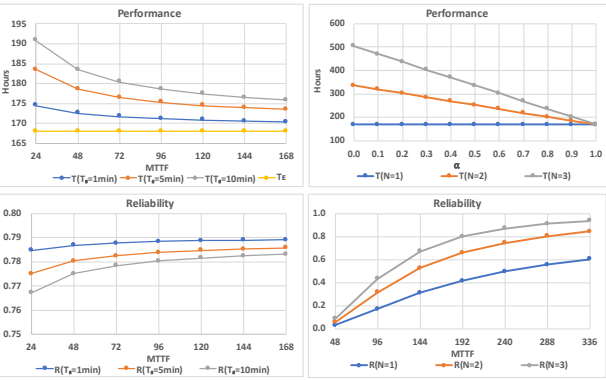 Performance
195
190
185
180
175
170
165
Hours
24 48 72 96 120 144 168
MTTF
T(Tₑ=1min) T(Tₑ=5min) T(Tₑ=10min) Tᴇ
Performance
600
500
400
300
200
100
Hours
0.0 0.1 0.2 0.3 0.4 0.5 0.6 0.7 0.8 0.9 1.0
α
T(N=1) T(N=2) T(N=3)
Reliability
0.80
0.79
0.78
0.77
0.76
0.75
24 48 72 96 120 144 168
MTTF
R(Tₑ=1min) R(Tₑ=5min) R(Tₑ=10min)
Reliability
1.0
0.8
0.6
0.4
0.2
0.0
48 96 144 192 240 288 336
MTTF
R(N=1) R(N=2) R(N=3)